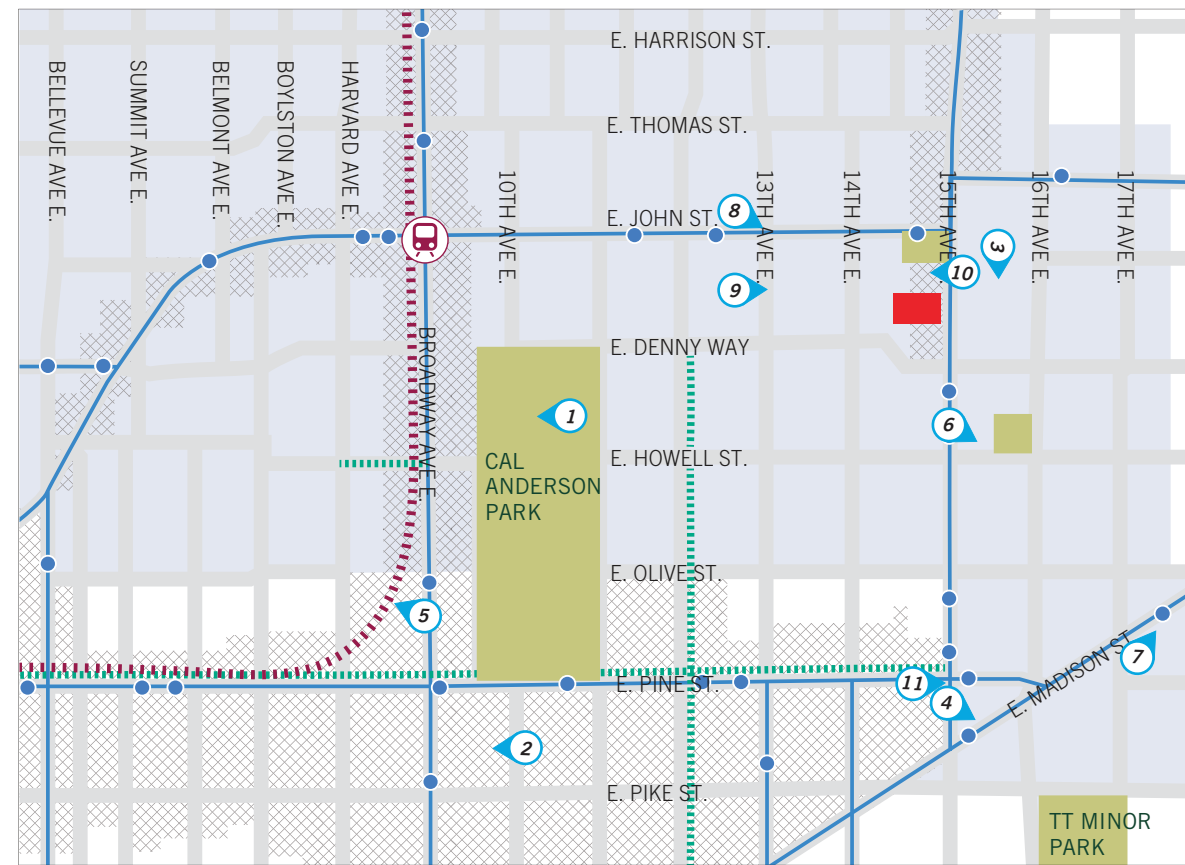 E. HARRISON ST.
BELLEVUE AVE E.
SUMMIT AVE E.
BELMONT AVE E.
BOYLSTON AVE E.
HARVARD AVE E.
E. THOMAS ST.
10TH AVE E.
13TH AVE E.
14TH AVE E.
15TH AVE E.
16TH AVE E.
17TH AVE E.
E. JOHN ST.
8
3
10
9
BROADWAY AVE E.
E. DENNY WAY
1
6
CAL
ANDERSON
PARK
E. HOWELL ST.
E. OLIVE ST.
5
7
E. PINE ST.
11
4
E. MADISON ST
2
E. PIKE ST.
TT MINOR
PARK